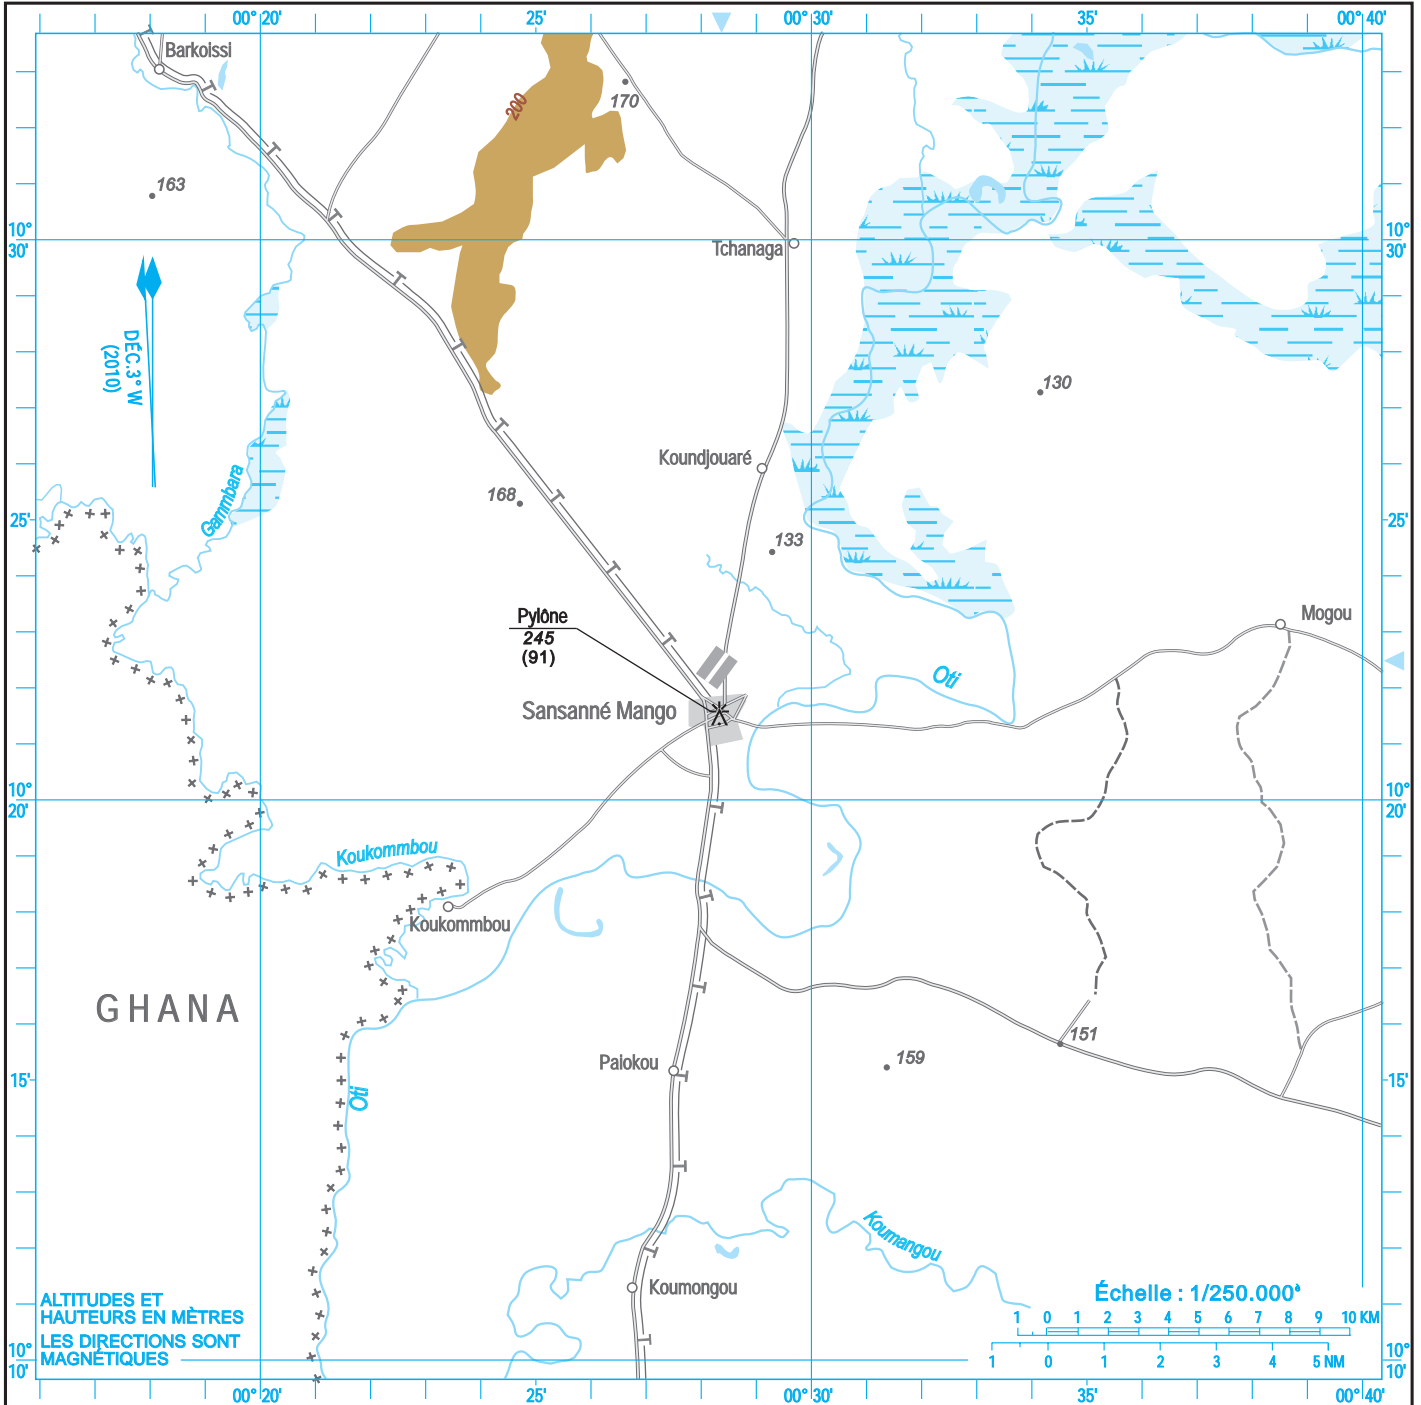 00° 20' 25' 00° 30' 35' 00° 40'
Barkoissi
200
170
163
10°
30'
10°
30'
Tchanaga
DÉC.3° W
(2010)
130
Koundjouaré
Gammbara
168
25'
25'
133
Pylône
245
(91)
Mogou
Oti
Sansanné Mango
10°
20'
10°
20'
Koukommbou
Koukommbou
GHANA
151
Paiokou
159
15'
15'
Oti
Koumangou
Koumongou
ALTITUDES ET
HAUTEURS EN MÈTRES
LES DIRECTIONS SONT
MAGNÉTIQUES
Échelle : 1/250.000è
1 0 1 2 3 4 5 6 7 8 9 10 KM
1 0 1 2 3 4 5 NM
10°
10'
10°
10'
00° 20' 25' 00° 30' 35' 00° 40'